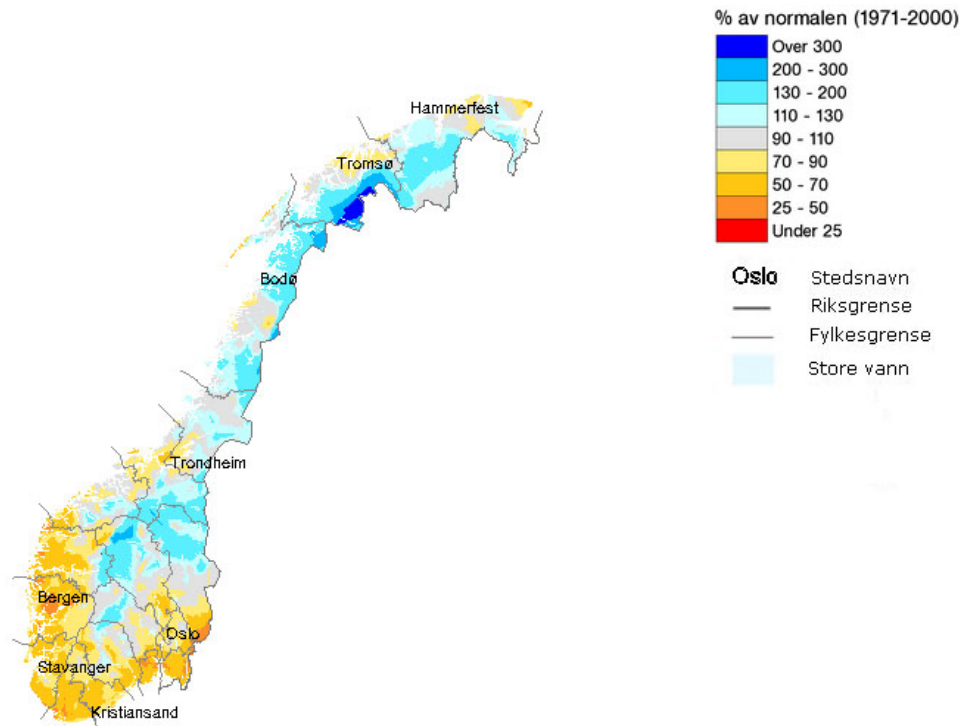 % av normalen (1971-2000)
Over 300
200 - 300
130 - 200
110 - 130
90 - 110
70 - 90
50 - 70
25 - 50
Under 25
Oslo Stedsnavn
Riksgrense
Fylkesgrense
Store vann
Hammerfest
Tromsø
Bodø
Trondheim
Bergen
Oslo
Stavanger
Kristiansand